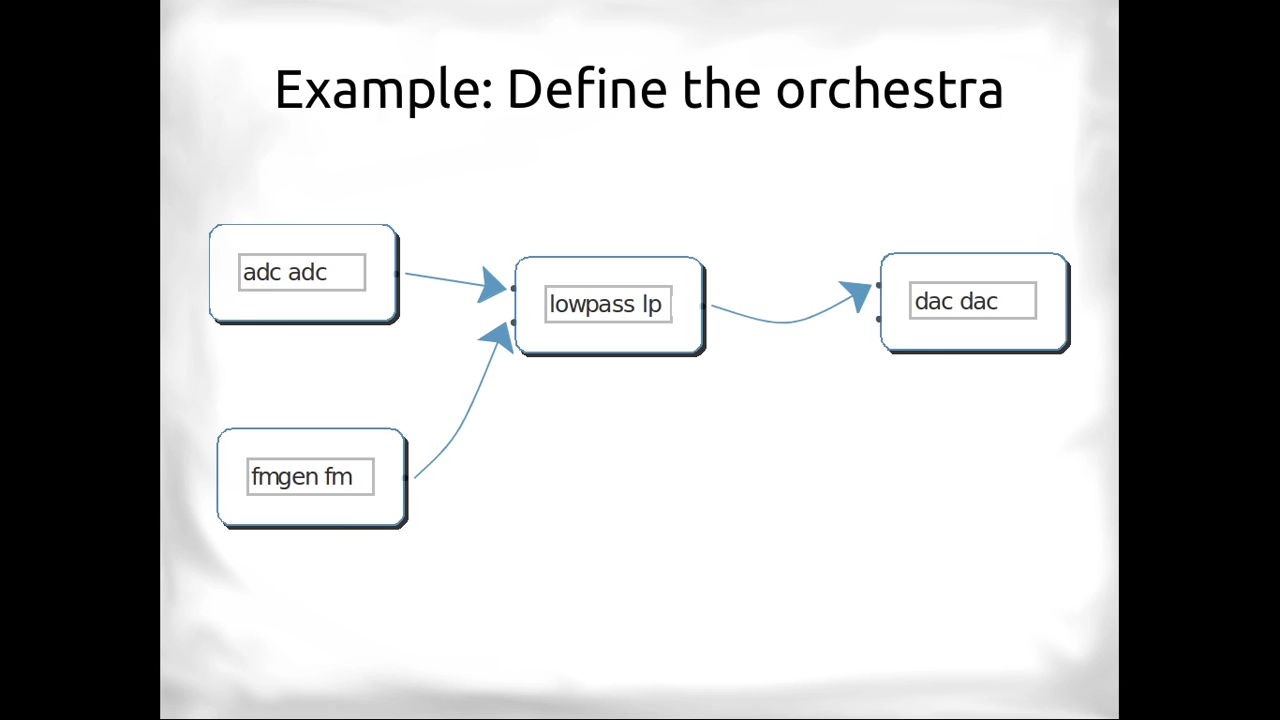 Example: Define the orchestra
adc adc
lowpass lp
dac dac
fmgen fm